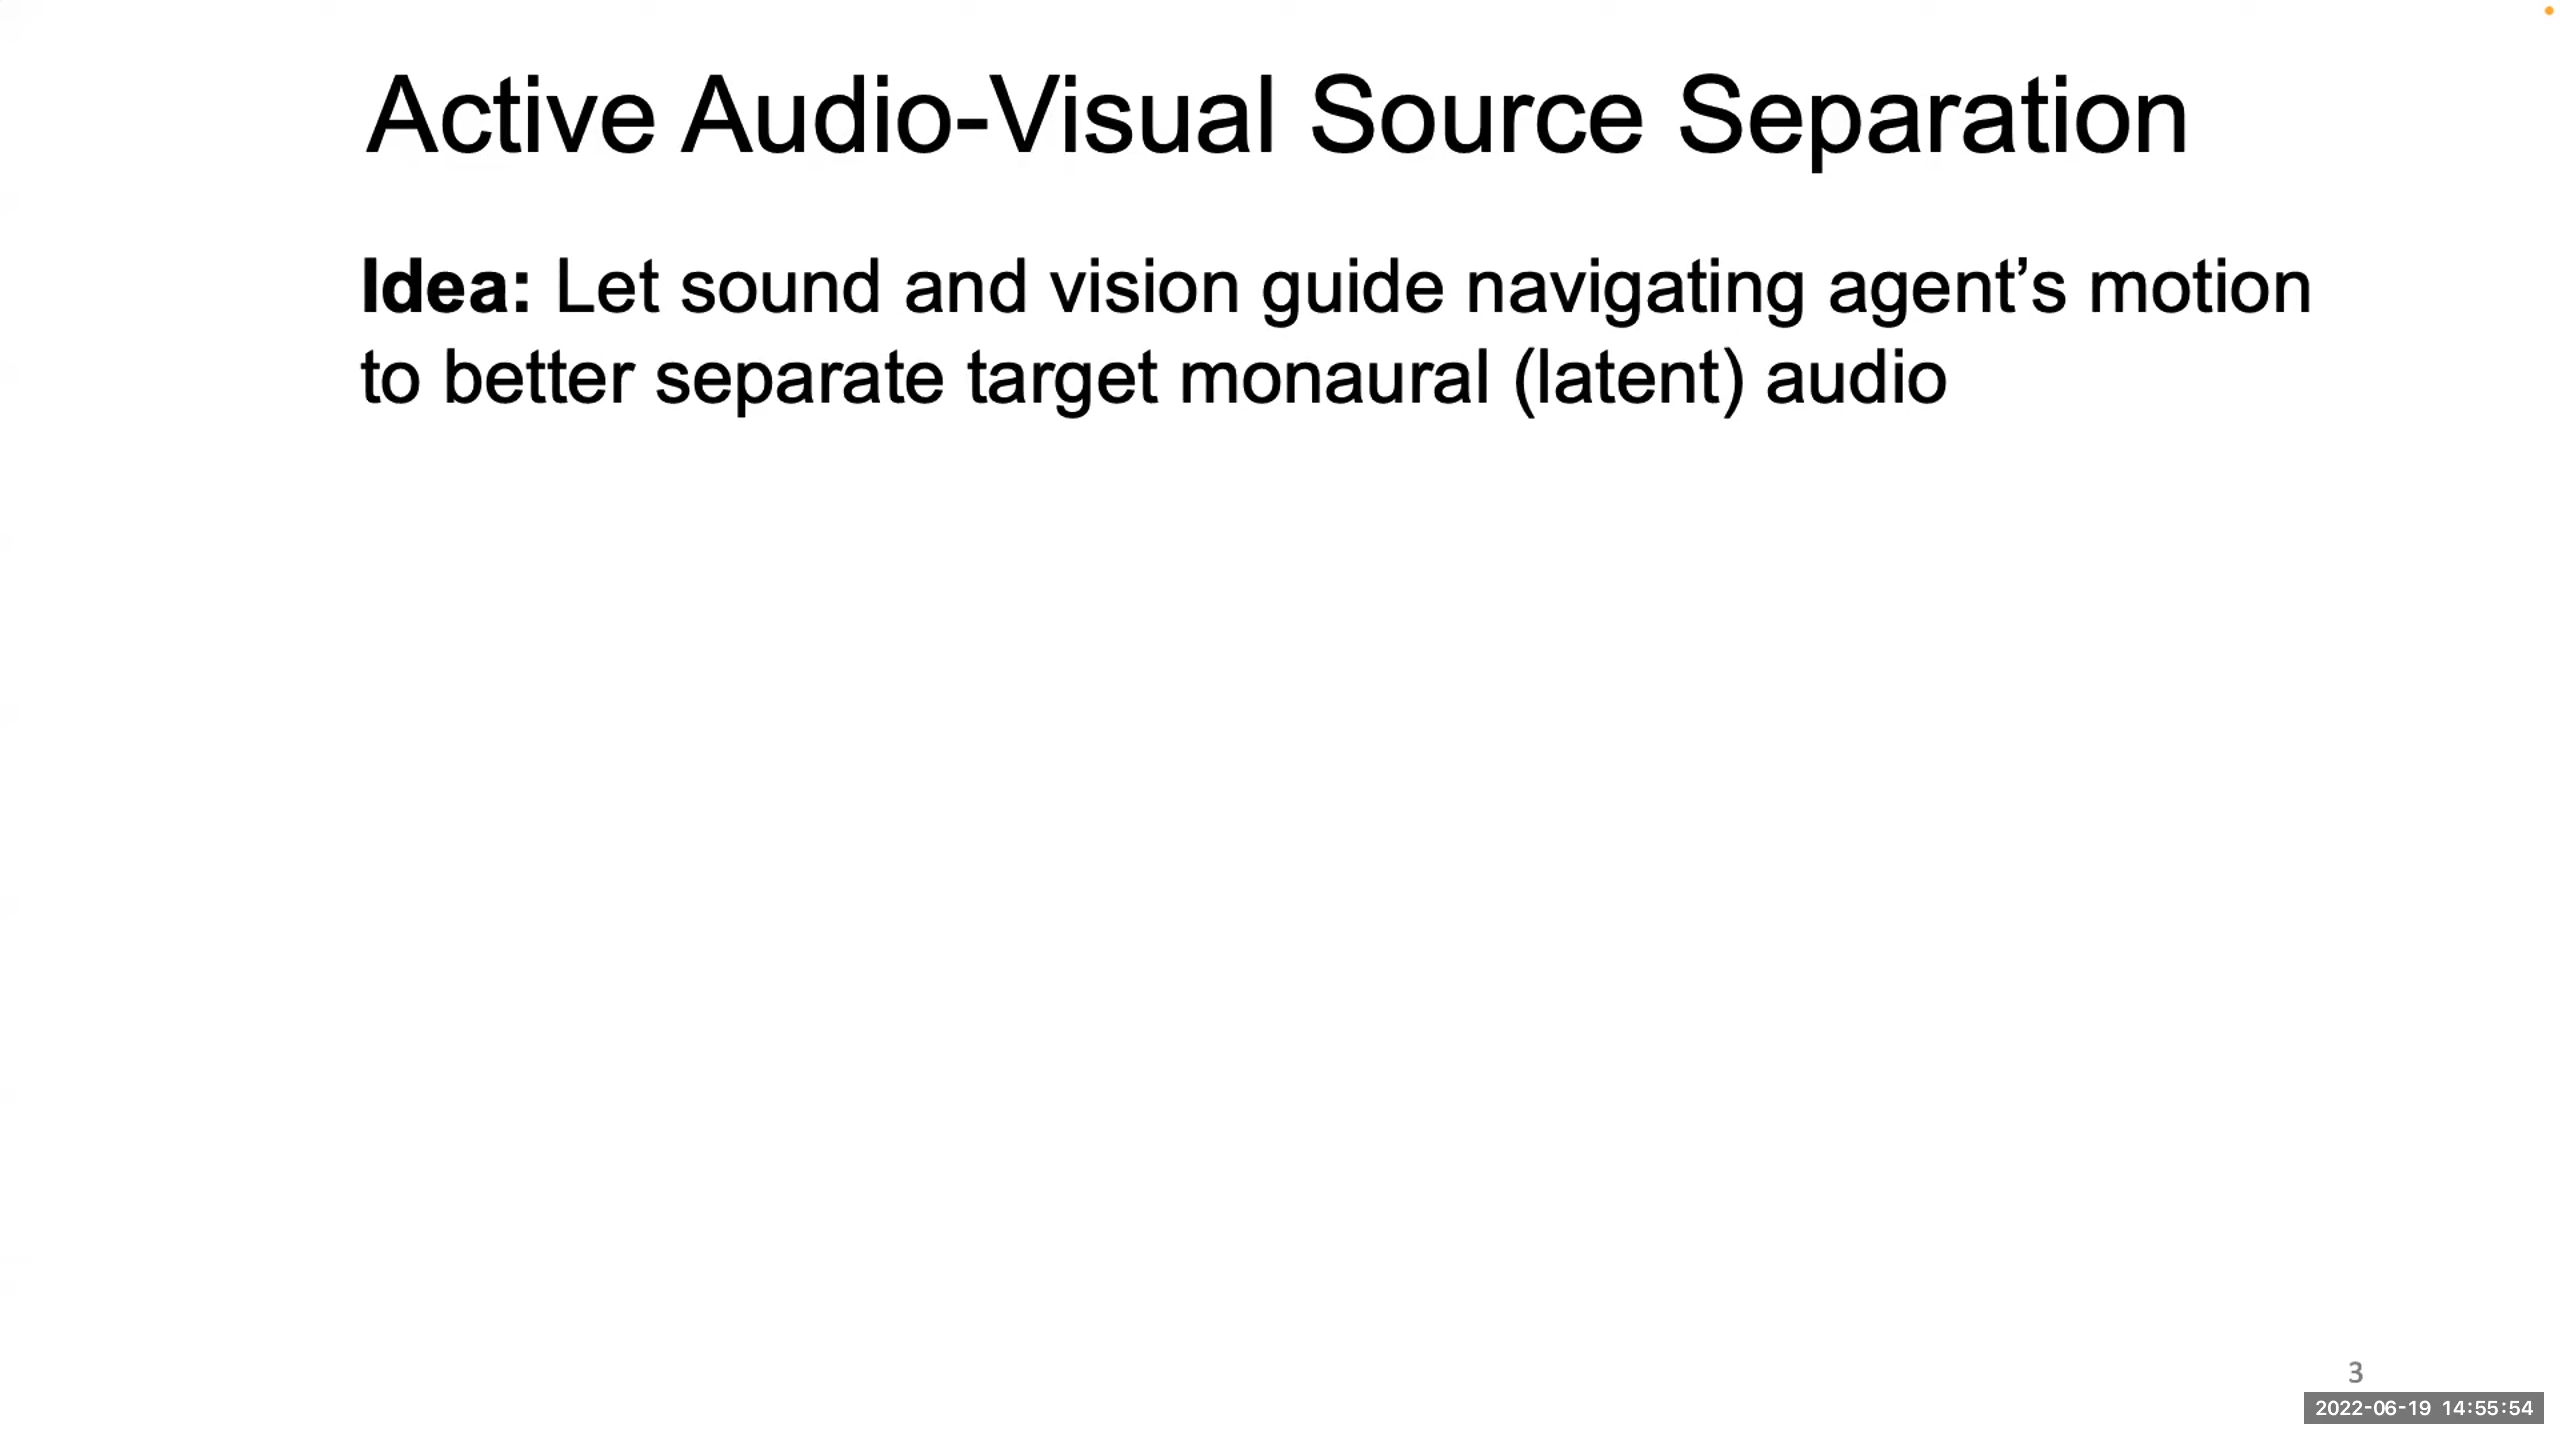 Active Audio-Visual Source Separation
Idea: Let sound and vision guide navigating agent’s motion
to better separate target monaural (latent) audio
3
2022-06-19 14:55:54